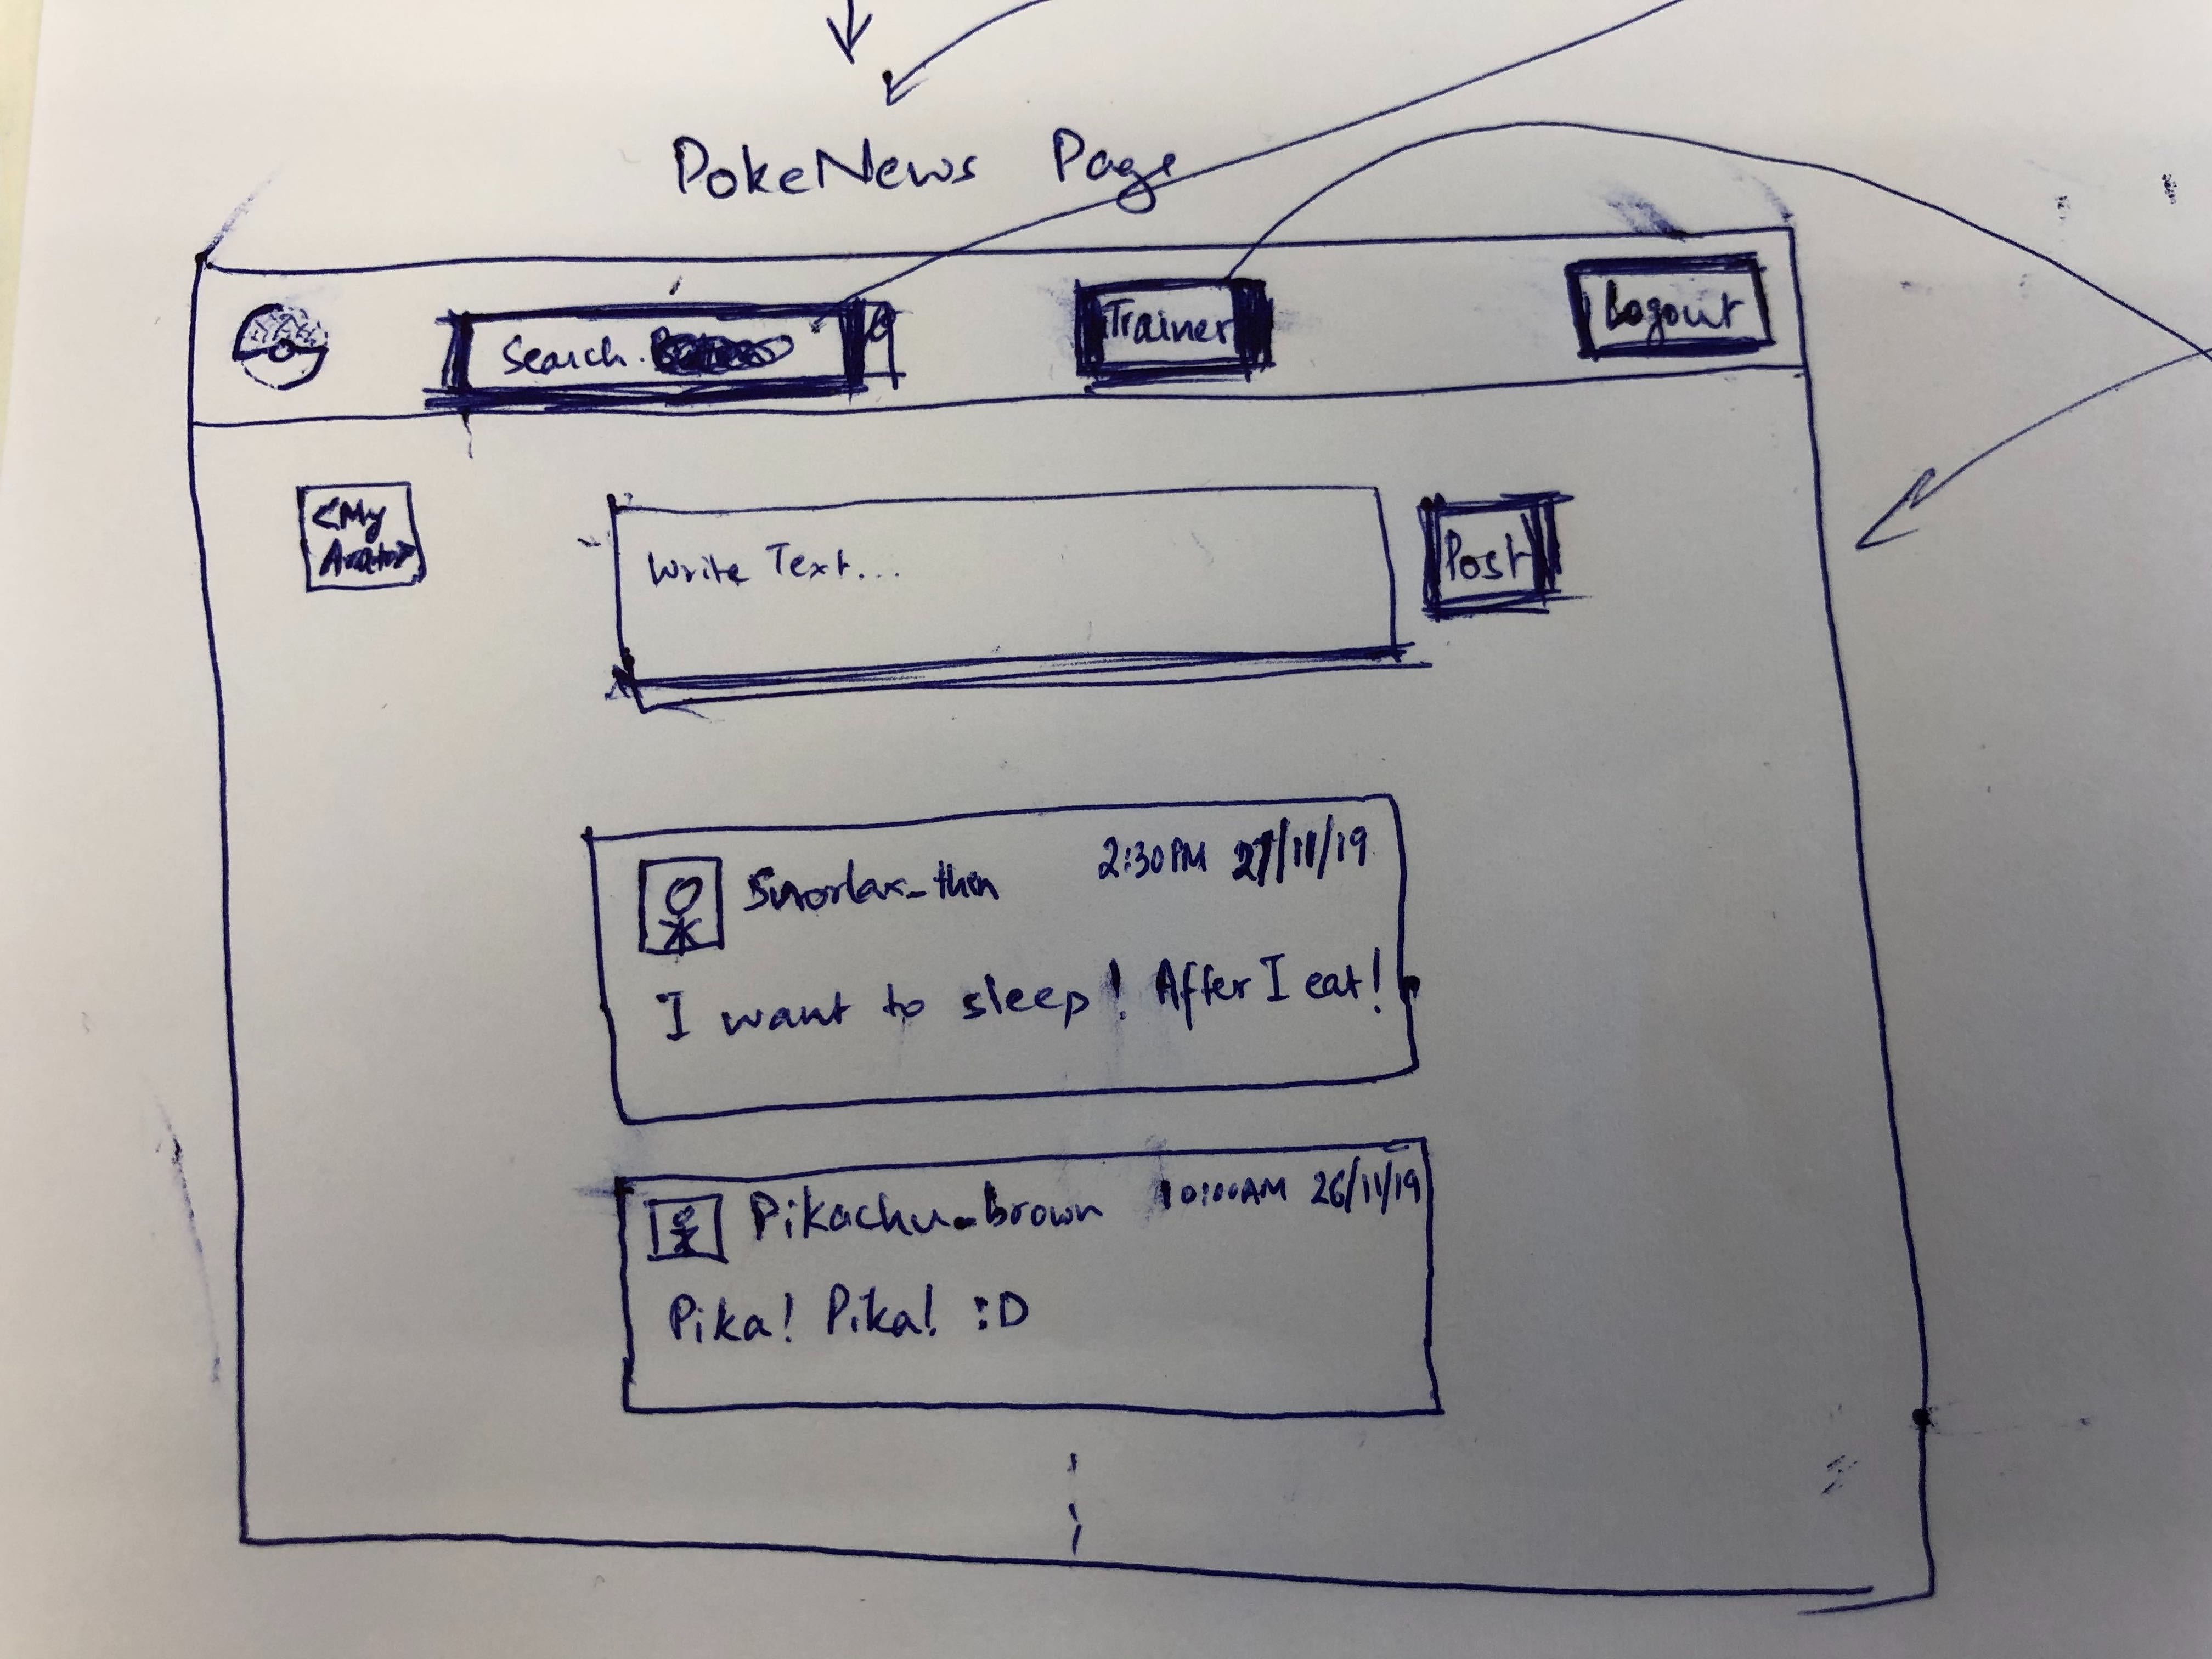 PokeNews Page
Search.
Trainer
Logout
<My
Avatar>
Write Text...
Post
Snorlax_thin
2:30PM 27/11/19
I want to sleep! After I eat!
Pikachu_brown
10:00AM 26/11/19
Pika! Pika! :D